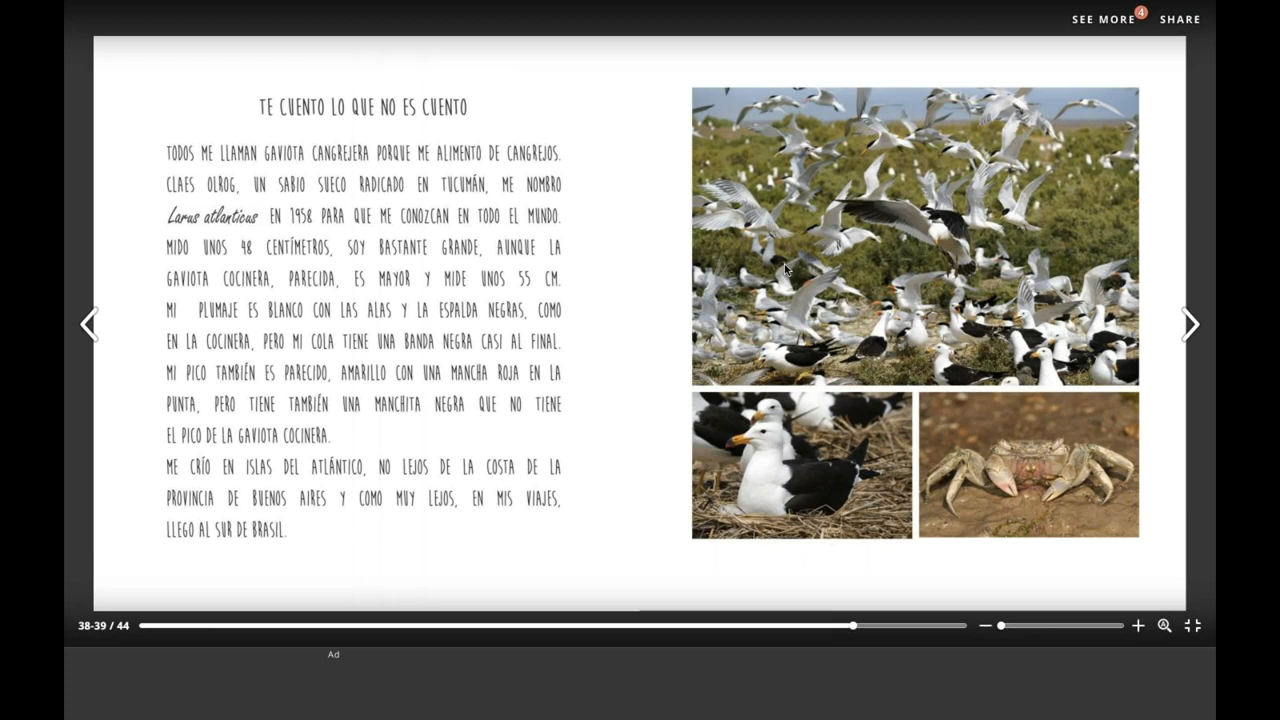 SEE MORE 4 SHARE
TE CUENTO LO QUE NO ES CUENTO
TODOS ME LLAMAN GAVIOTA CANGREJERA PORQUE ME ALIMENTO DE CANGREJOS.
CLAES OLROG, UN SABIO SUECO RADICADO EN TUCUMÁN, ME NOMBRO
Larus atlanticus EN 1958 PARA QUE ME CONOZCAN EN TODO EL MUNDO.
MIDO UNOS 48 CENTÍMETROS, SOY BASTANTE GRANDE, AUNQUE LA
GAVIOTA COCINERA, PARECIDA, ES MAYOR Y MIDE UNOS 55 CM.
MI PLUMAJE ES BLANCO CON LAS ALAS Y LA ESPALDA NEGRAS, COMO
EN LA COCINERA, PERO MI COLA TIENE UNA BANDA NEGRA CASI AL FINAL.
MI PICO TAMBIÉN ES PARECIDO, AMARILLO CON UNA MANCHA ROJA EN LA
PUNTA, PERO TIENE TAMBIÉN UNA MANCHITA NEGRA QUE NO TIENE
EL PICO DE LA GAVIOTA COCINERA.
ME CRÍO EN ISLAS DEL ATLÁNTICO, NO LEJOS DE LA COSTA DE LA
PROVINCIA DE BUENOS AIRES Y COMO MUY LEJOS, EN MIS VIAJES,
LLEGO AL SUR DE BRASIL.
38-39 / 44
Ad